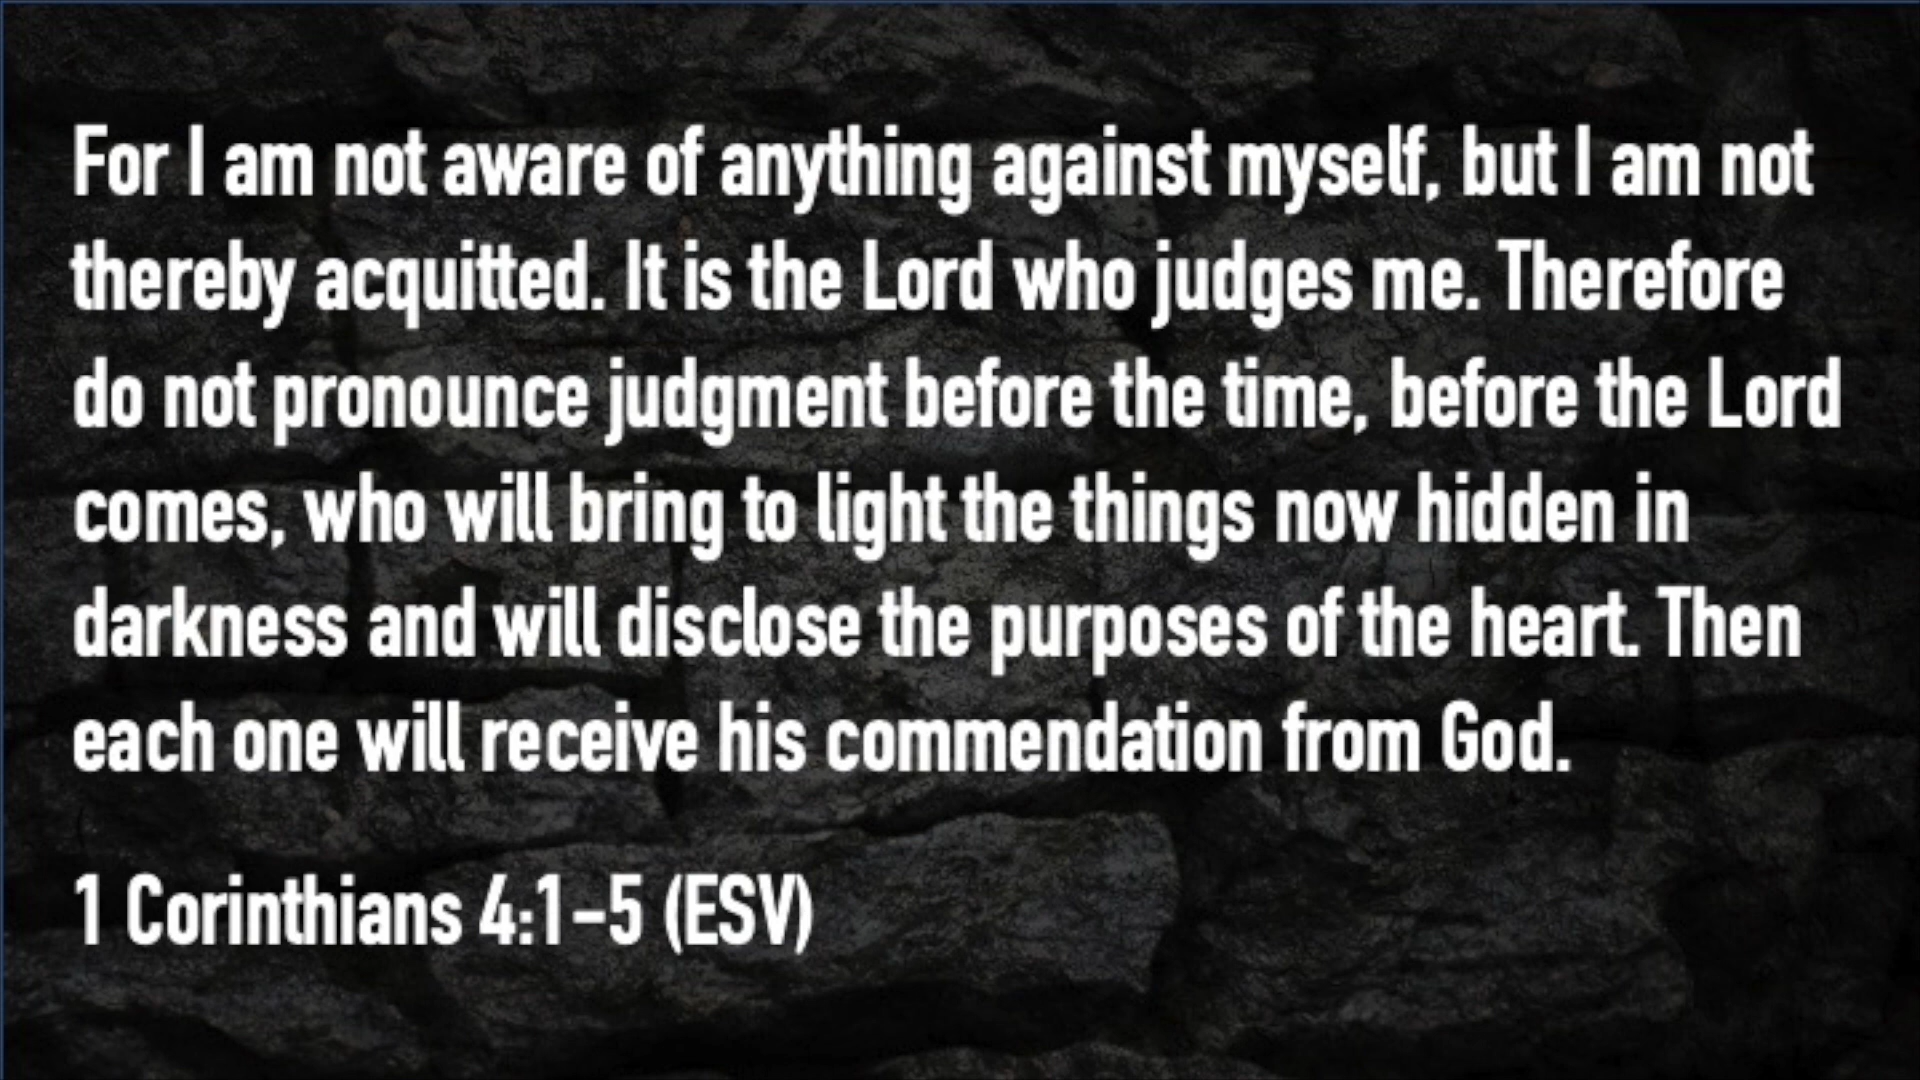 For I am not aware of anything against myself, but I am not
thereby acquitted. It is the Lord who judges me. Therefore
do not pronounce judgment before the time, before the Lord
comes, who will bring to light the things now hidden in
darkness and will disclose the purposes of the heart. Then
each one will receive his commendation from God.
1 Corinthians 4:1–5 (ESV)